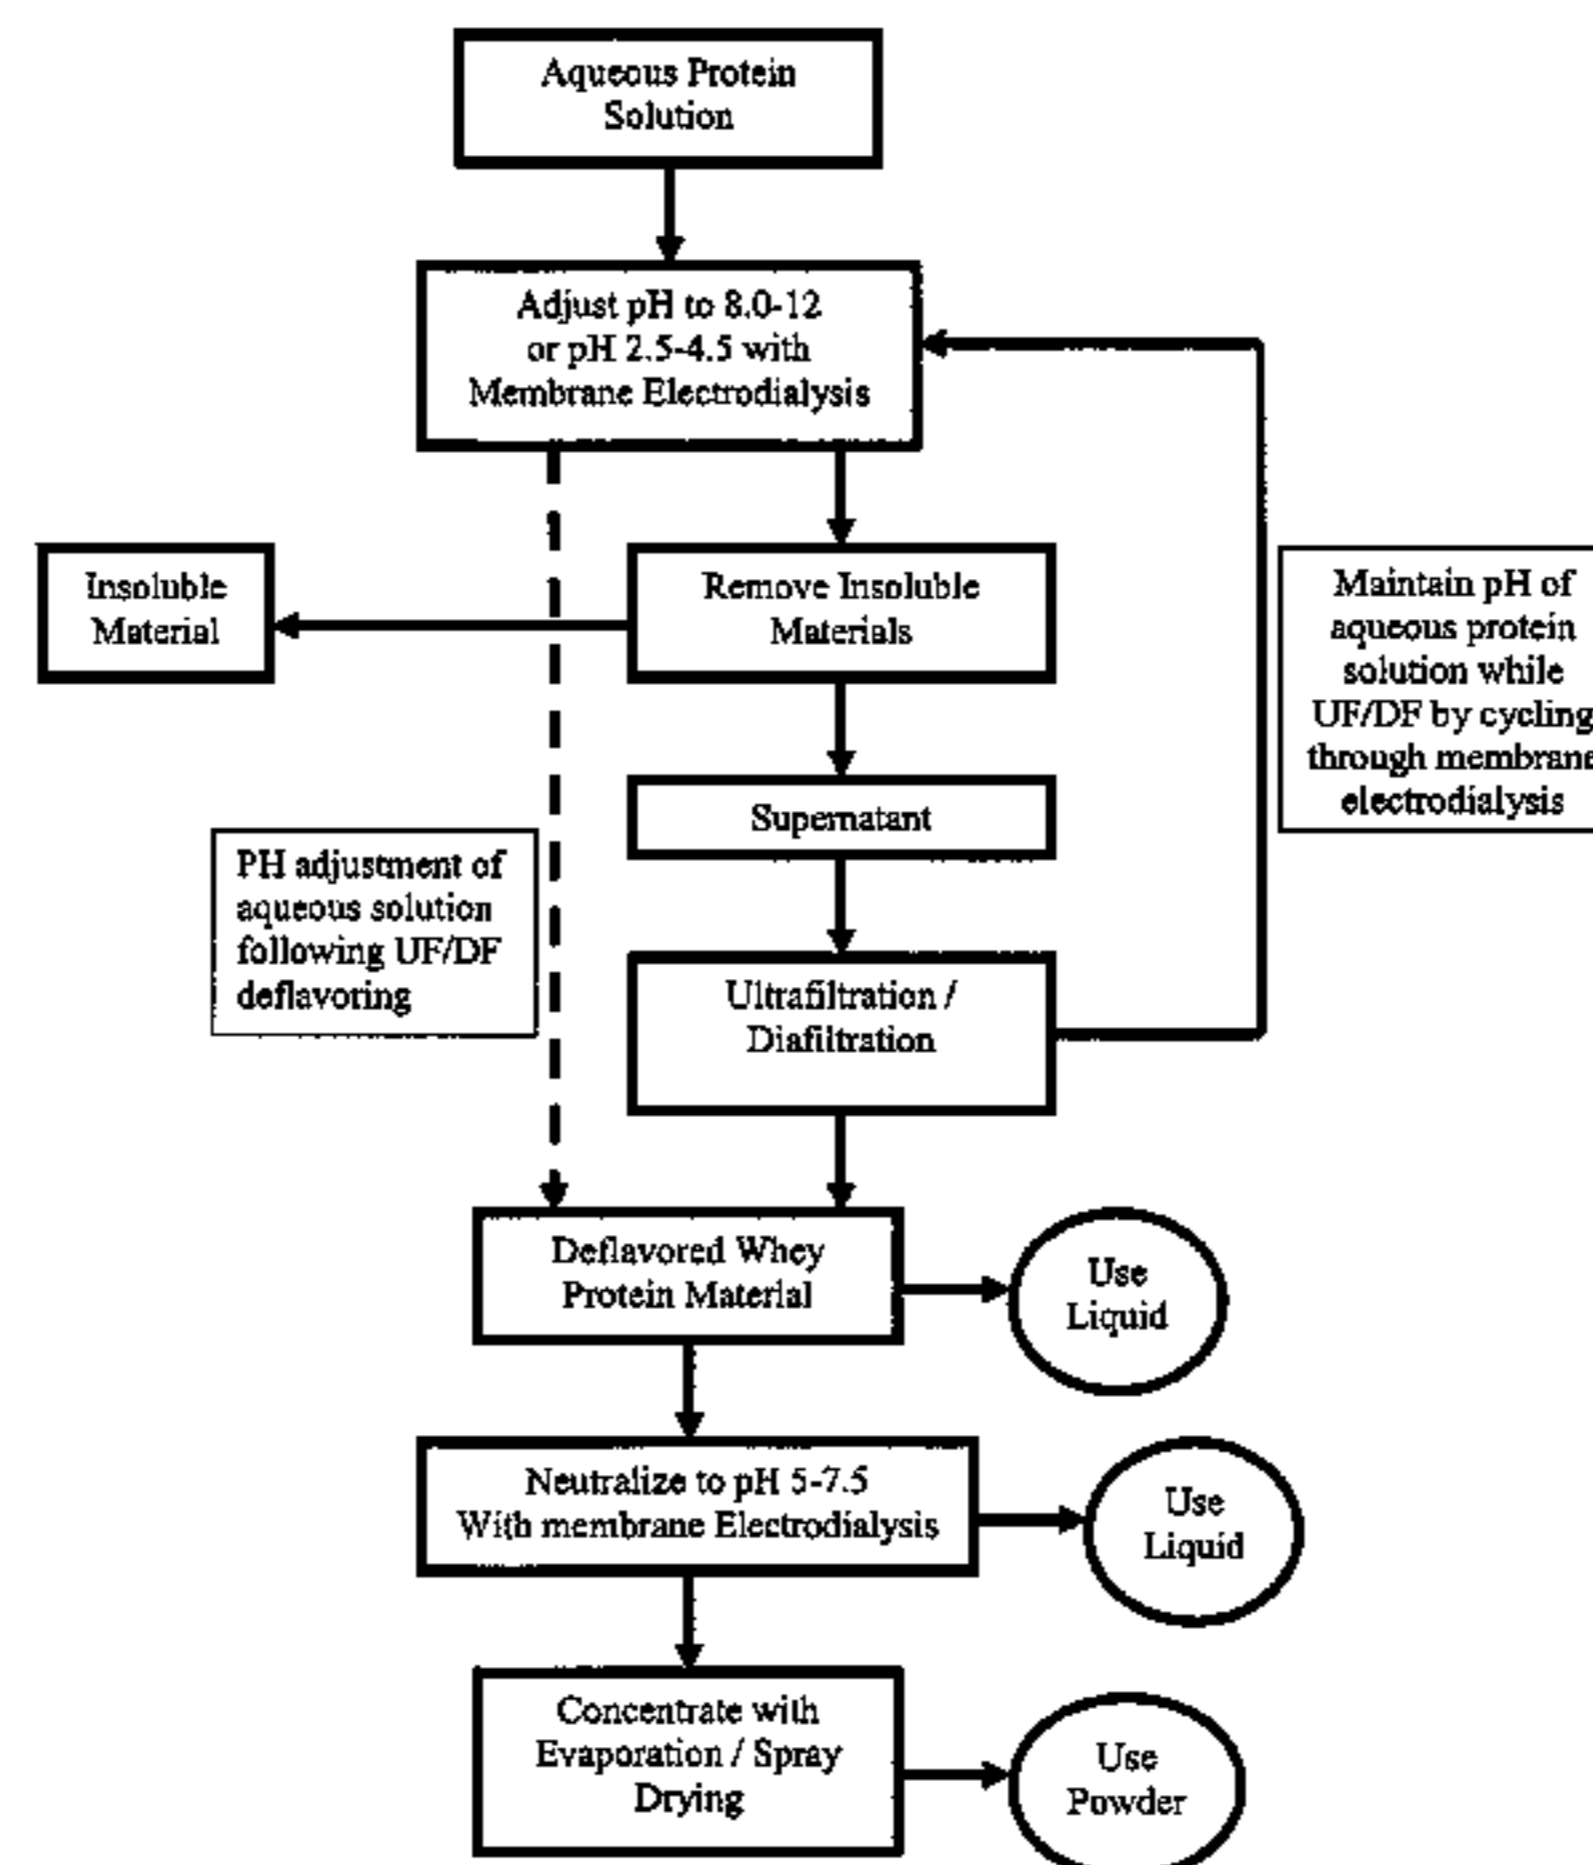 Aqueous Protein
Solution
Adjust pH to 8.0-12
or pH 2.5-4.5 with
Membrane Electrodialysis
Insoluble
Material
Remove Insoluble
Materials
Maintain pH of
aqueous protein
solution while
UF/DF by cycling
through membrane
electrodialysis
Supernatant
PH adjustment of
aqueous solution
following UF/DF
deflavoring
Ultrafiltration /
Diafiltration
Deflavored Whey
Protein Material
Use
Liquid
Neutralize to pH 5-7.5
With membrane Electrodialysis
Use
Liquid
Concentrate with
Evaporation / Spray
Drying
Use
Powder